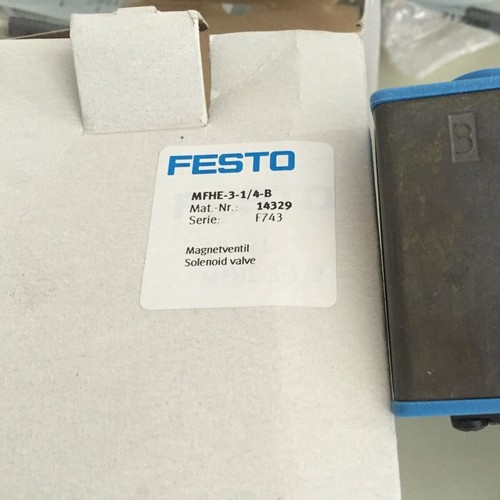 FESTO
MFHE-3-1/4-B
Mat.-Nr.: 14329
Serie: F743
Magnetventil
Solenoid valve
B